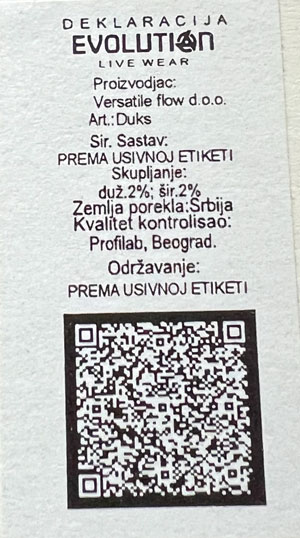 DEKLARACIJA
EVOLUTION
LIVE WEAR
Proizvodjac:
Versatile flow d.o.o.
Art.:Duks
Sir. Sastav:
PREMA USIVNOJ ETIKETI
Skupljanje:
duž.2%; šir.2%
Zemlja porekla:Srbija
Kvalitet kontrolisao:
Profilab, Beograd.
Održavanje:
PREMA USIVNOJ ETIKETI